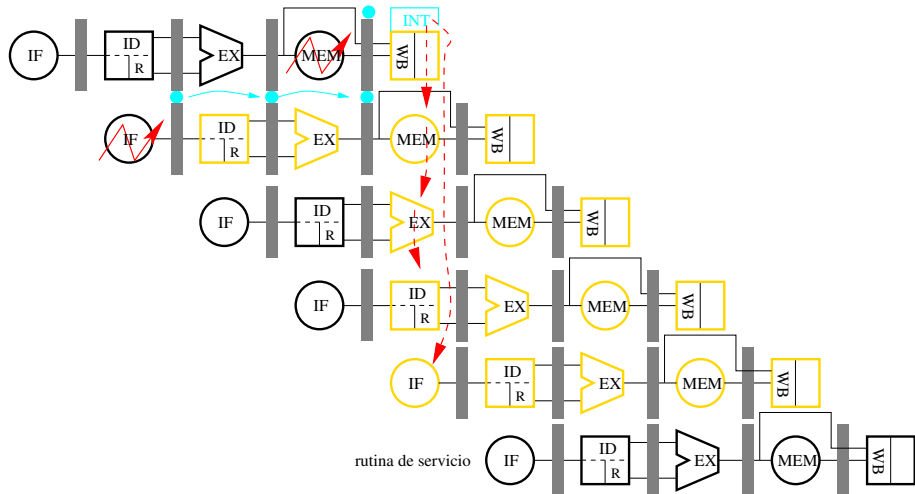 IF ID R EX MEM INT WB
IF ID R EX MEM WB
IF ID R EX MEM WB
IF ID R EX MEM WB
IF ID R EX MEM WB
rutina de servicio IF ID R EX MEM WB